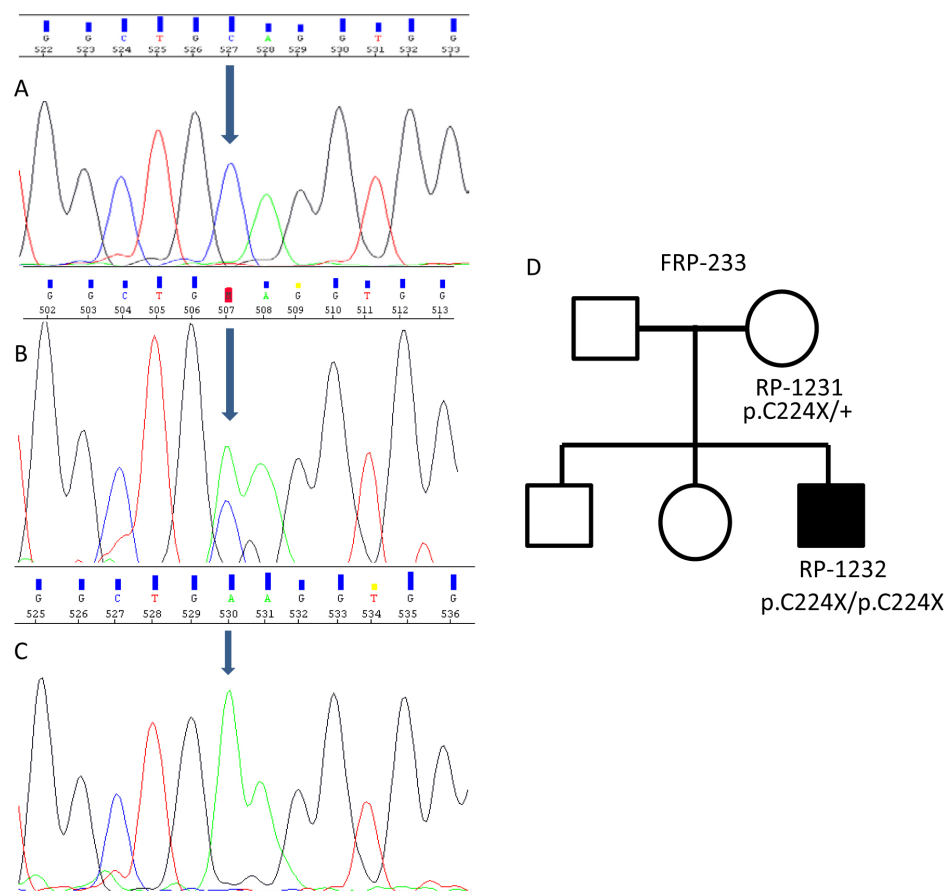 G G C T G C A G G T G G
522 523 524 525 526 527 528 529 530 531 532 533
A
G G C T G M A G G T G G
502 503 504 505 506 507 508 509 510 511 512 513
B
G G C T G A A G G T G G
525 526 527 528 529 530 531 532 533 534 535 536
C
D
FRP-233
RP-1231
p.C224X/+
RP-1232
p.C224X/p.C224X